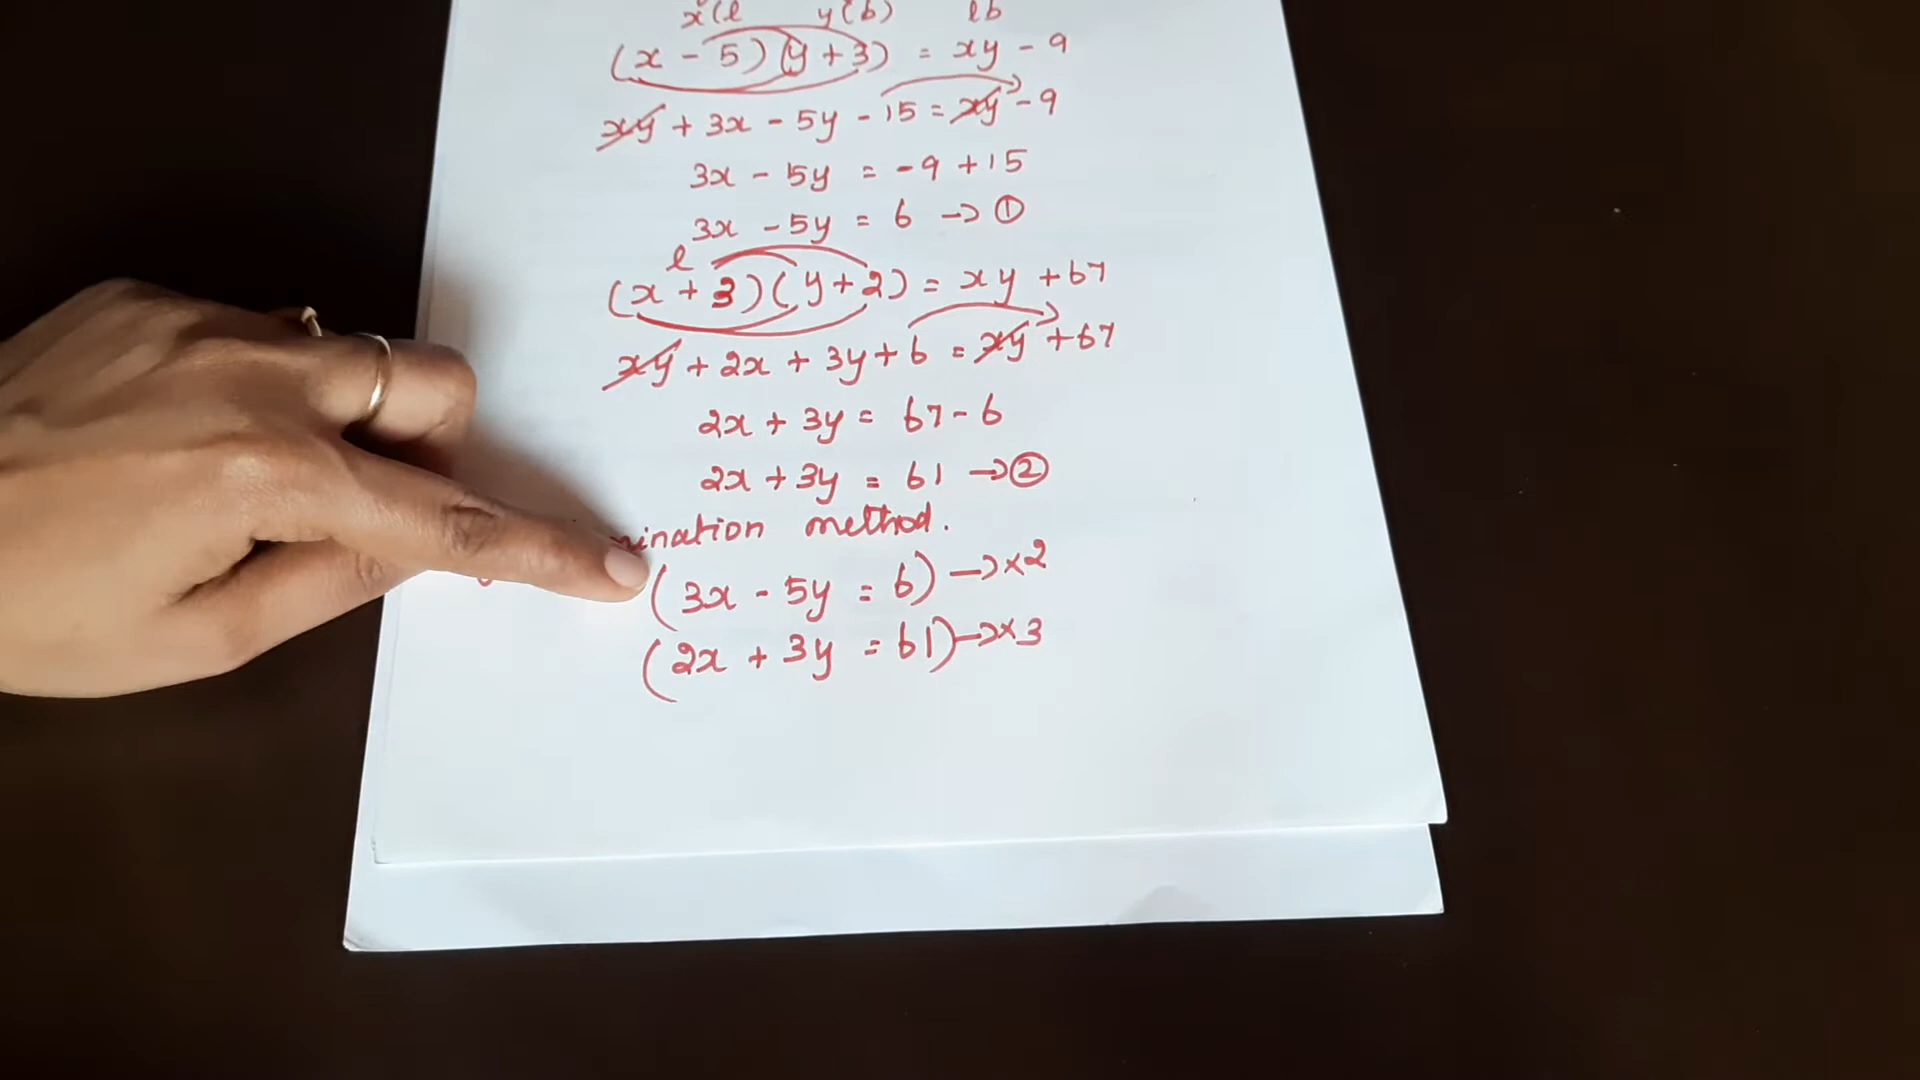 x(l y(b) lb
(x - 5)(y + 3) = xy - 9
xy + 3x - 5y - 15 = xy - 9
3x - 5y = -9 + 15
3x - 5y = 6 → ①
l
(x + 3)(y + 2) = xy + 67
xy + 2x + 3y + 6 = xy + 67
2x + 3y = 67 - 6
2x + 3y = 61 → ②
method.
(3x - 5y = 6) → ×2
(2x + 3y = 61) → ×3